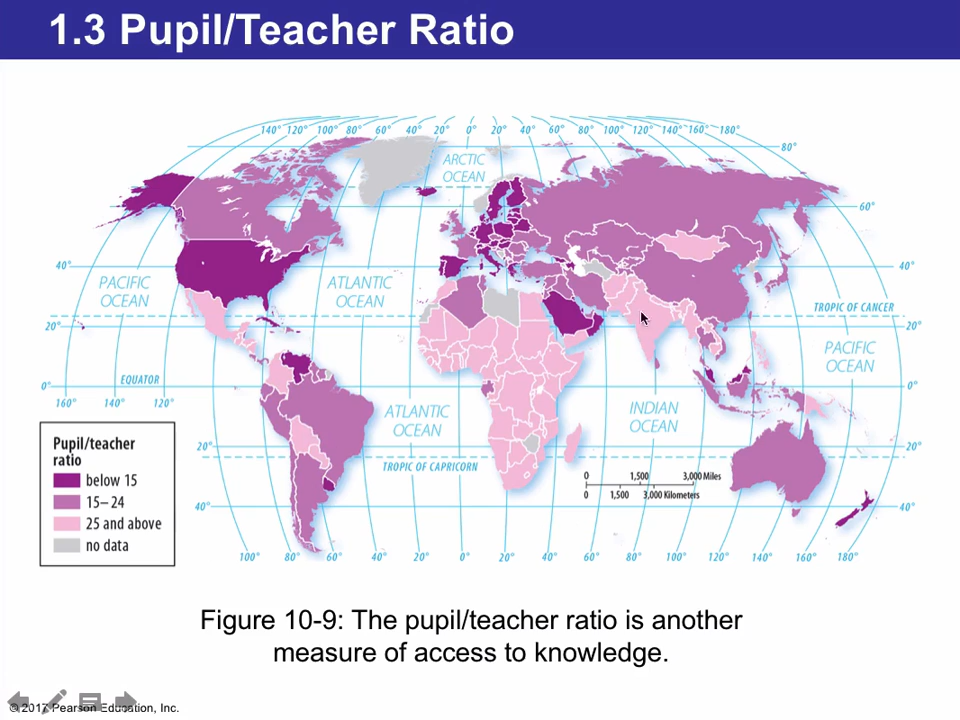 1.3 Pupil/Teacher Ratio
140° 120° 100° 80° 60° 40° 20° 0° 20° 40° 60° 80° 100° 120° 140° 160° 180°
80°
ARCTIC
OCEAN
60°
40°
40°
PACIFIC
OCEAN
ATLANTIC
OCEAN
TROPIC OF CANCER
20°
20°
PACIFIC
OCEAN
EQUATOR
0°
0°
160° 140° 120°
ATLANTIC
OCEAN
INDIAN
OCEAN
20°
20°
TROPIC OF CAPRICORN
0 1,500 3,000 Miles
0 1,500 3,000 Kilometers
40°
40°
Pupil/teacher
ratio
below 15
15–24
25 and above
no data
100° 80° 60° 40° 20° 0° 20° 40° 60° 80° 100° 120° 140° 160° 180°
Figure 10-9: The pupil/teacher ratio is another
measure of access to knowledge.
© 2017 Pearson Education, Inc.